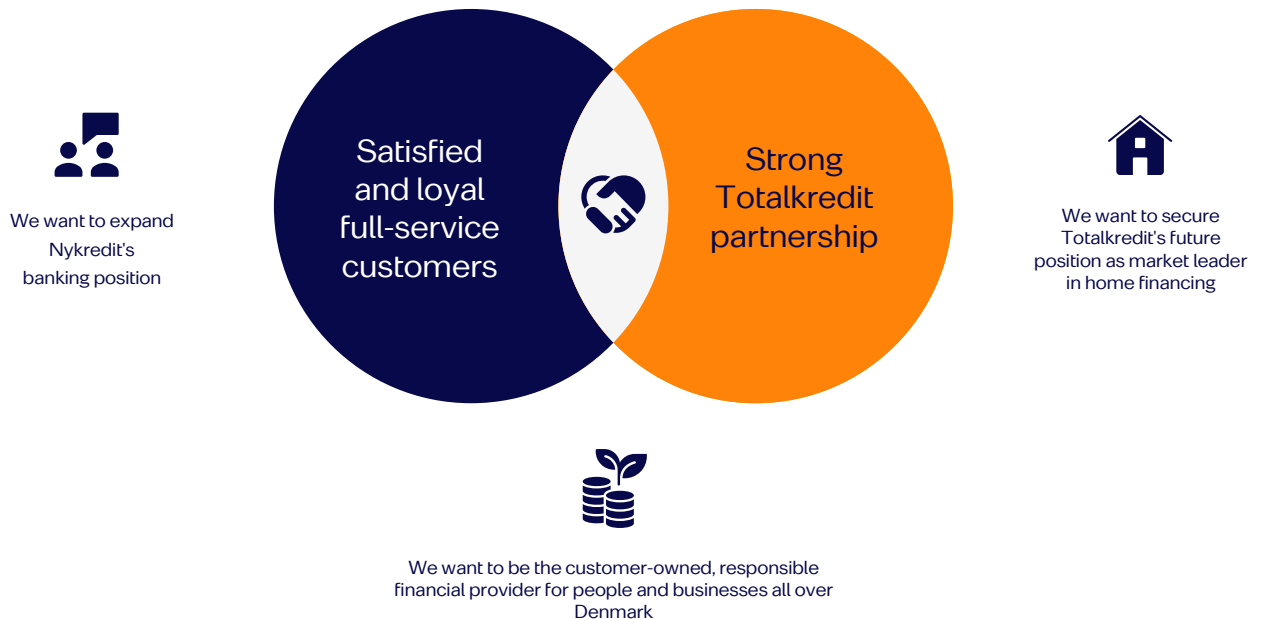 We want to expand
Nykredit's
banking position
Satisfied
and loyal
full-service
customers
Strong
Totalkredit
partnership
We want to secure
Totalkredit's future
position as market leader
in home financing
We want to be the customer-owned, responsible
financial provider for people and businesses all over
Denmark